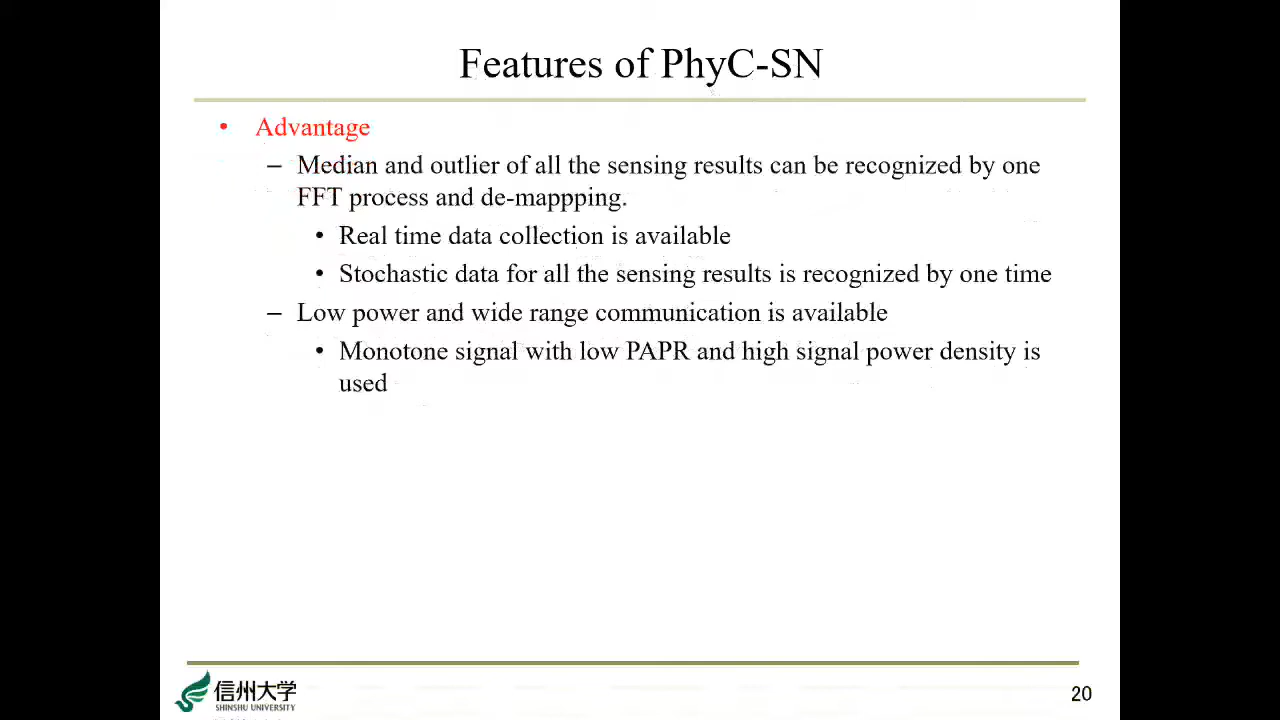 Features of PhyC-SN
• Advantage
– Median and outlier of all the sensing results can be recognized by one
FFT process and de-mappping.
• Real time data collection is available
• Stochastic data for all the sensing results is recognized by one time
– Low power and wide range communication is available
• Monotone signal with low PAPR and high signal power density is
used
信州大学
SHINSHU UNIVERSITY
20